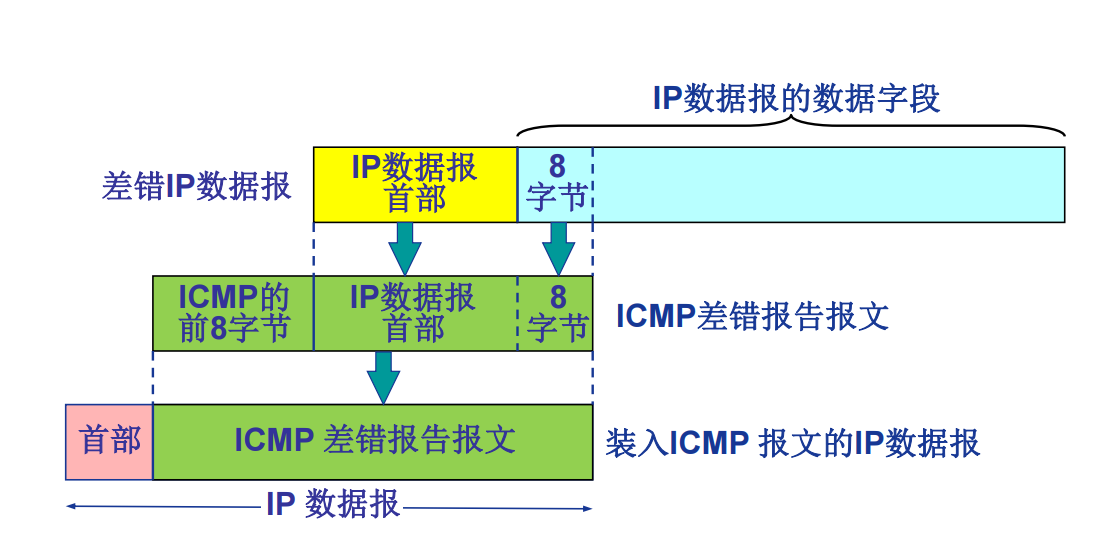 IP数据报的数据字段
差错IP数据报
IP数据报
首部
8
字节
ICMP的
前8字节
IP数据报
首部
8
字节
ICMP差错报告报文
首部
ICMP 差错报告报文
装入ICMP 报文的IP数据报
IP 数据报